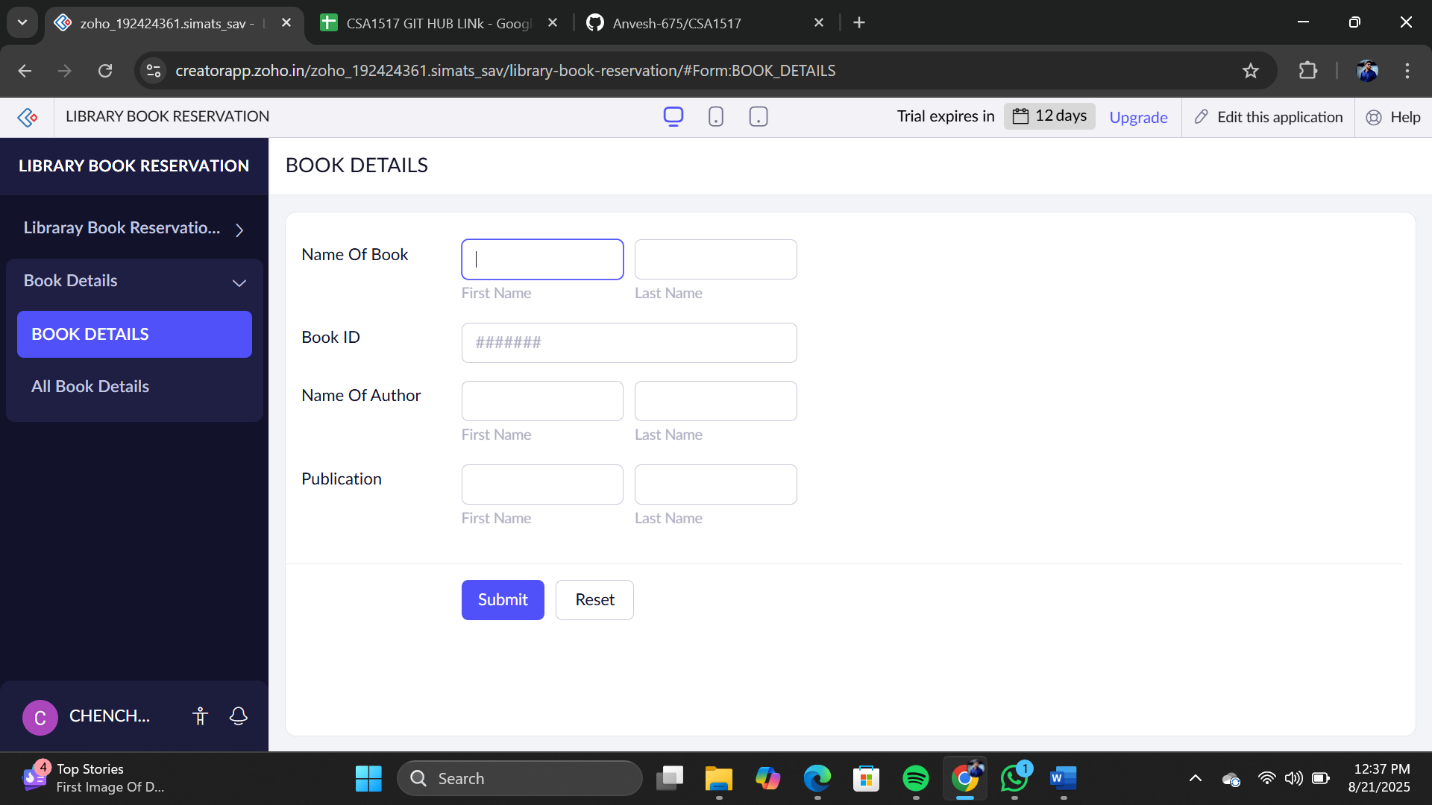 zoho_192424361.simats_sav -
CSA1517 GIT HUB LINk - Goog
Anvesh-675/CSA1517
creatorapp.zoho.in/zoho_192424361.simats_sav/library-book-reservation/#Form:BOOK_DETAILS
LIBRARY BOOK RESERVATION
Trial expires in 12 days Upgrade Edit this application Help
LIBRARY BOOK RESERVATION
BOOK DETAILS
Libraray Book Reservatio...
Book Details
BOOK DETAILS
All Book Details
Name Of Book
First Name Last Name
Book ID #######
Name Of Author
First Name Last Name
Publication
First Name Last Name
Submit Reset
C CHENCH...
4 Top Stories
First Image Of D...
Search
1
W
12:37 PM
8/21/2025